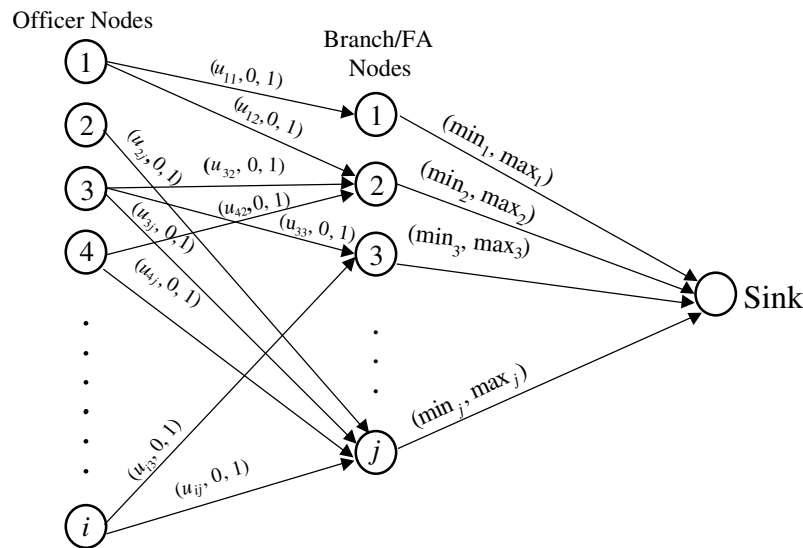 Officer Nodes
Branch/FA
Nodes
1
2
3
4
i
1
2
3
j
(u₁₁, 0, 1)
(u₁₂, 0, 1)
(u₂ⱼ, 0, 1)
(u₃₂, 0, 1)
(u₄₂, 0, 1)
(u₃₃, 0, 1)
(u₃ⱼ, 0, 1)
(u₄ⱼ, 0, 1)
(uᵢ₃, 0, 1)
(uᵢⱼ, 0, 1)
(min₁, max₁)
(min₂, max₂)
(min₃, max₃)
(minⱼ, maxⱼ)
Sink